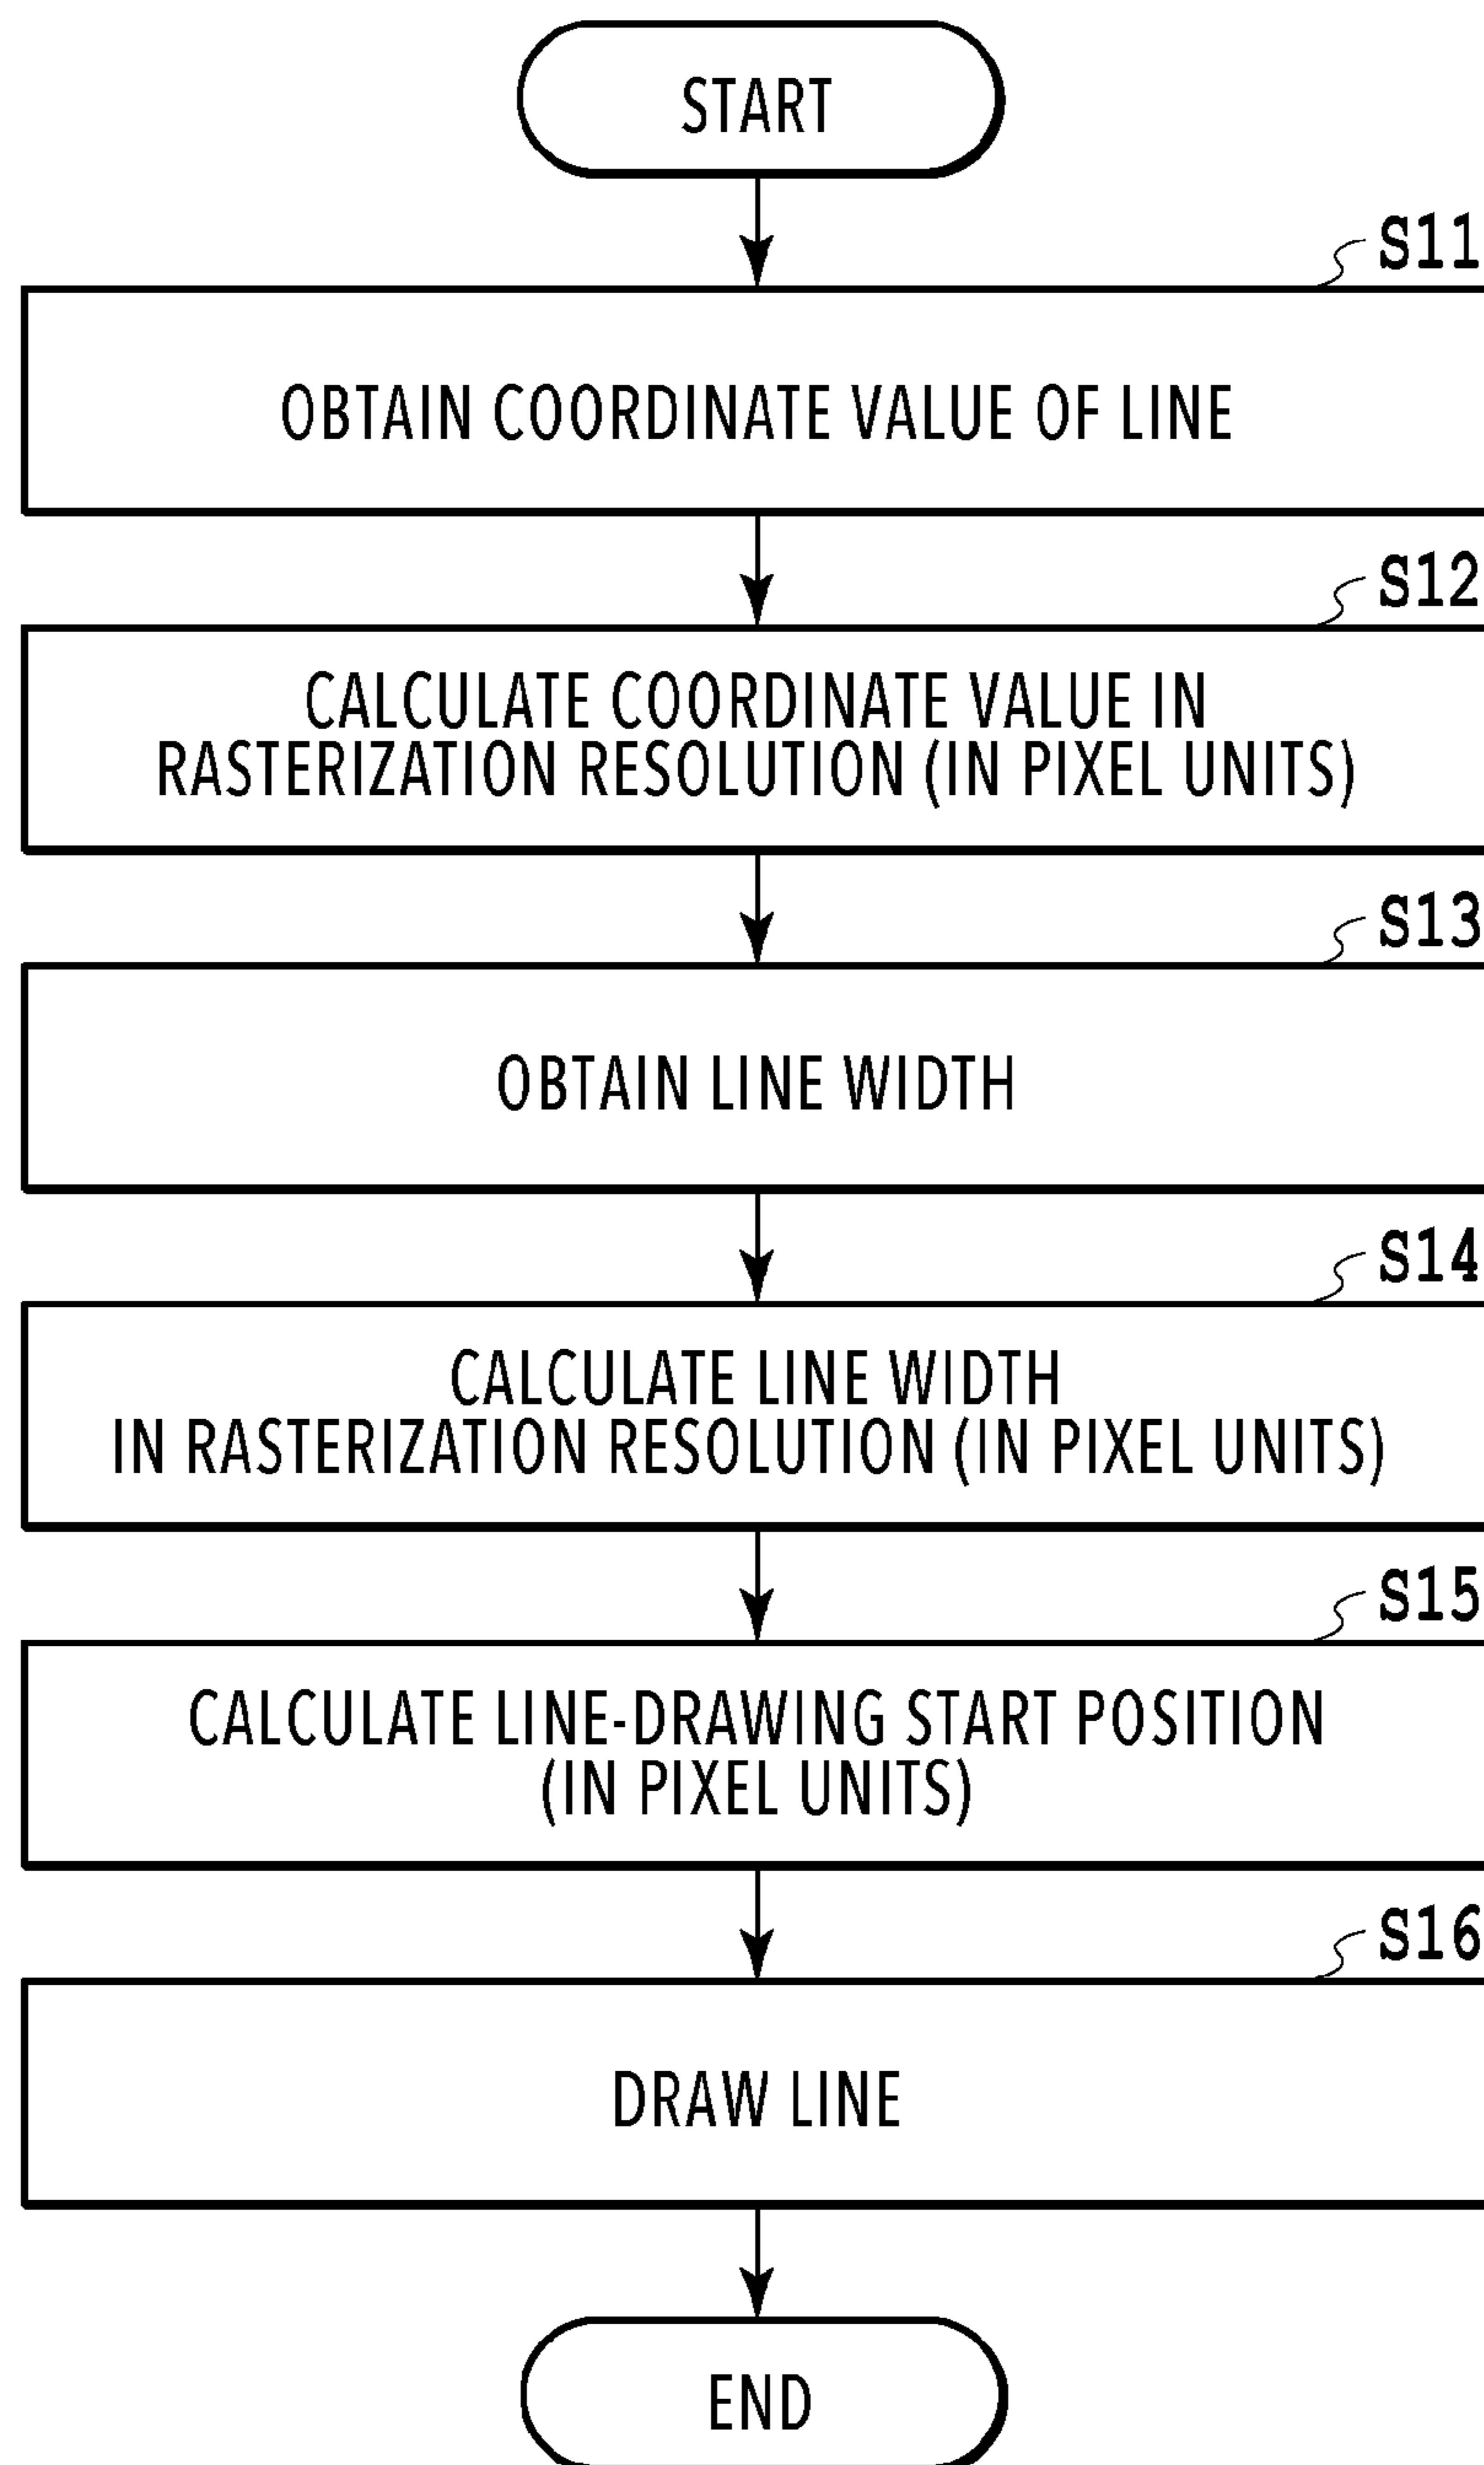 START
S11
OBTAIN COORDINATE VALUE OF LINE
S12
CALCULATE COORDINATE VALUE IN
RASTERIZATION RESOLUTION (IN PIXEL UNITS)
S13
OBTAIN LINE WIDTH
S14
CALCULATE LINE WIDTH
IN RASTERIZATION RESOLUTION (IN PIXEL UNITS)
S15
CALCULATE LINE-DRAWING START POSITION
(IN PIXEL UNITS)
S16
DRAW LINE
END